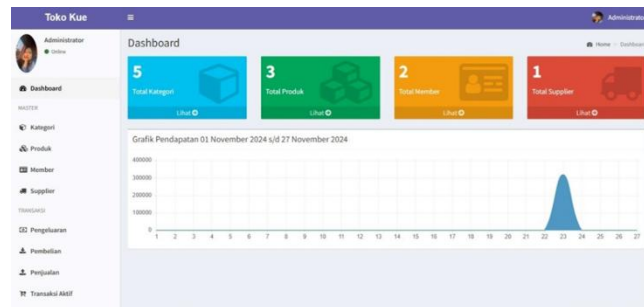 Toko Kue
Administrator
Administrator
Online
Dashboard
Home
Dashboard
5
Total Kategori
Lihat
3
Total Produk
Lihat
2
Total Member
Lihat
1
Total Supplier
Lihat
Dashboard
MASTER
Kategori
Produk
Member
Supplier
TRANSAKSI
Pengeluaran
Pembelian
Penjualan
Transaksi Aktif
Grafik Pendapatan 01 November 2024 s/d 27 November 2024
400000
300000
200000
100000
0
1 2 3 4 5 6 7 8 9 10 11 12 13 14 15 16 17 18 19 20 21 22 23 24 25 26 27